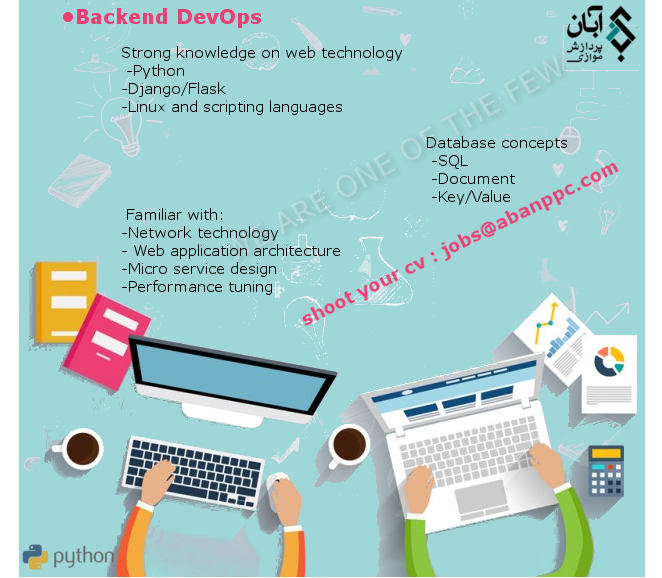 •Backend DevOps
آبان
پردازش
موازی
Strong knowledge on web technology
-Python
-Django/Flask
-Linux and scripting languages
WE ARE ONE OF THE FEW
Database concepts
-SQL
-Document
-Key/Value
shoot your cv : jobs@abanppc.com
Familiar with:
-Network technology
- Web application architecture
-Micro service design
-Performance tuning
python